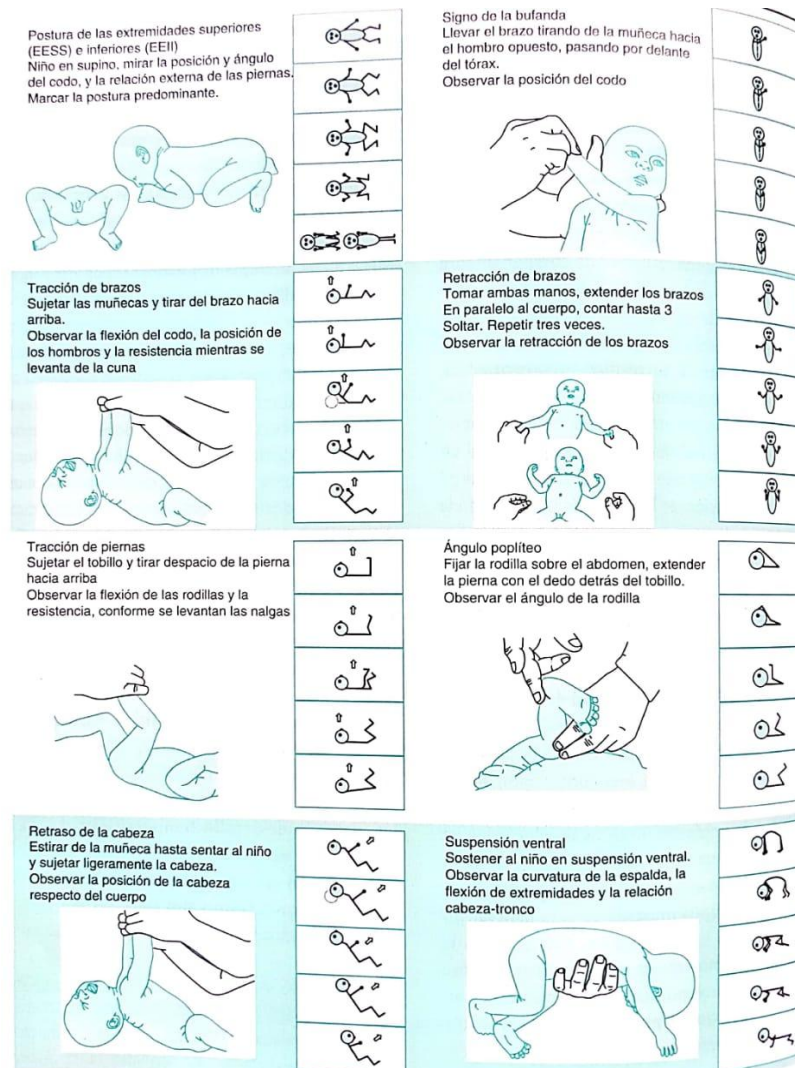 Postura de las extremidades superiores
(EESS) e inferiores (EEII)
Niño en supino, mirar la posición y ángulo
del codo, y la relación externa de las piernas.
Marcar la postura predominante.
Signo de la bufanda
Llevar el brazo tirando de la muñeca hacia
el hombro opuesto, pasando por delante
del tórax.
Observar la posición del codo
Tracción de brazos
Sujetar las muñecas y tirar del brazo hacia
arriba.
Observar la flexión del codo, la posición de
los hombros y la resistencia mientras se
levanta de la cuna
Retracción de brazos
Tomar ambas manos, extender los brazos
En paralelo al cuerpo, contar hasta 3
Soltar. Repetir tres veces.
Observar la retracción de los brazos
Tracción de piernas
Sujetar el tobillo y tirar despacio de la pierna
hacia arriba
Observar la flexión de las rodillas y la
resistencia, conforme se levantan las nalgas
Ángulo poplíteo
Fijar la rodilla sobre el abdomen, extender
la pierna con el dedo detrás del tobillo.
Observar el ángulo de la rodilla
Retraso de la cabeza
Estirar de la muñeca hasta sentar al niño
y sujetar ligeramente la cabeza.
Observar la posición de la cabeza
respecto del cuerpo
Suspensión ventral
Sostener al niño en suspensión ventral.
Observar la curvatura de la espalda, la
flexión de extremidades y la relación
cabeza-tronco